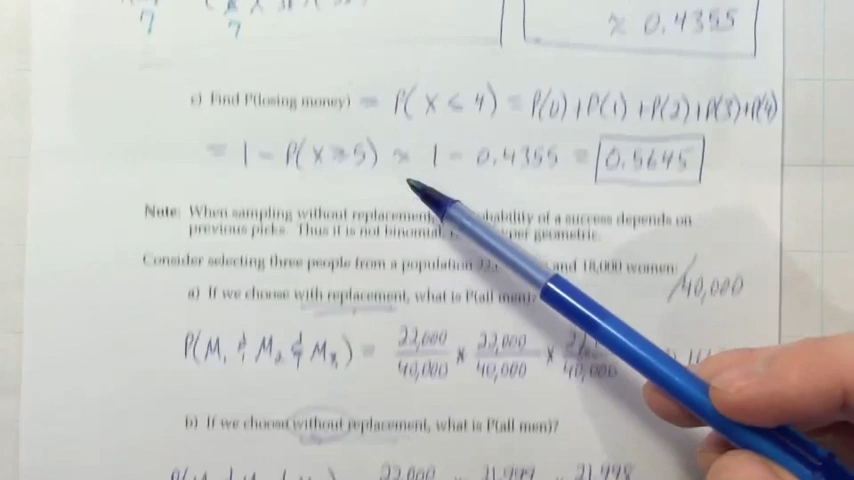 7
7
≈ 0.4355
c) Find P(losing money) = P(X ≤ 4) = P(0)+P(1)+P(2)+P(3)+P(4)
= 1 - P(X ≥ 5) ≈ 1 - 0.4355 = 0.5645
Note: When sampling without replacement, probability of a success depends on
previous picks. Thus it is not binomial, hyper geometric.
Consider selecting three people from a population and 18,000 women
/40,000
a) If we choose with replacement, what is P(all men)?
P(M₁ & M₂ & M₃) = 22,000/40,000 × 22,000/40,000 × /40,000
b) If we choose without replacement, what is P(all men)?
22,000 21,999 21,998